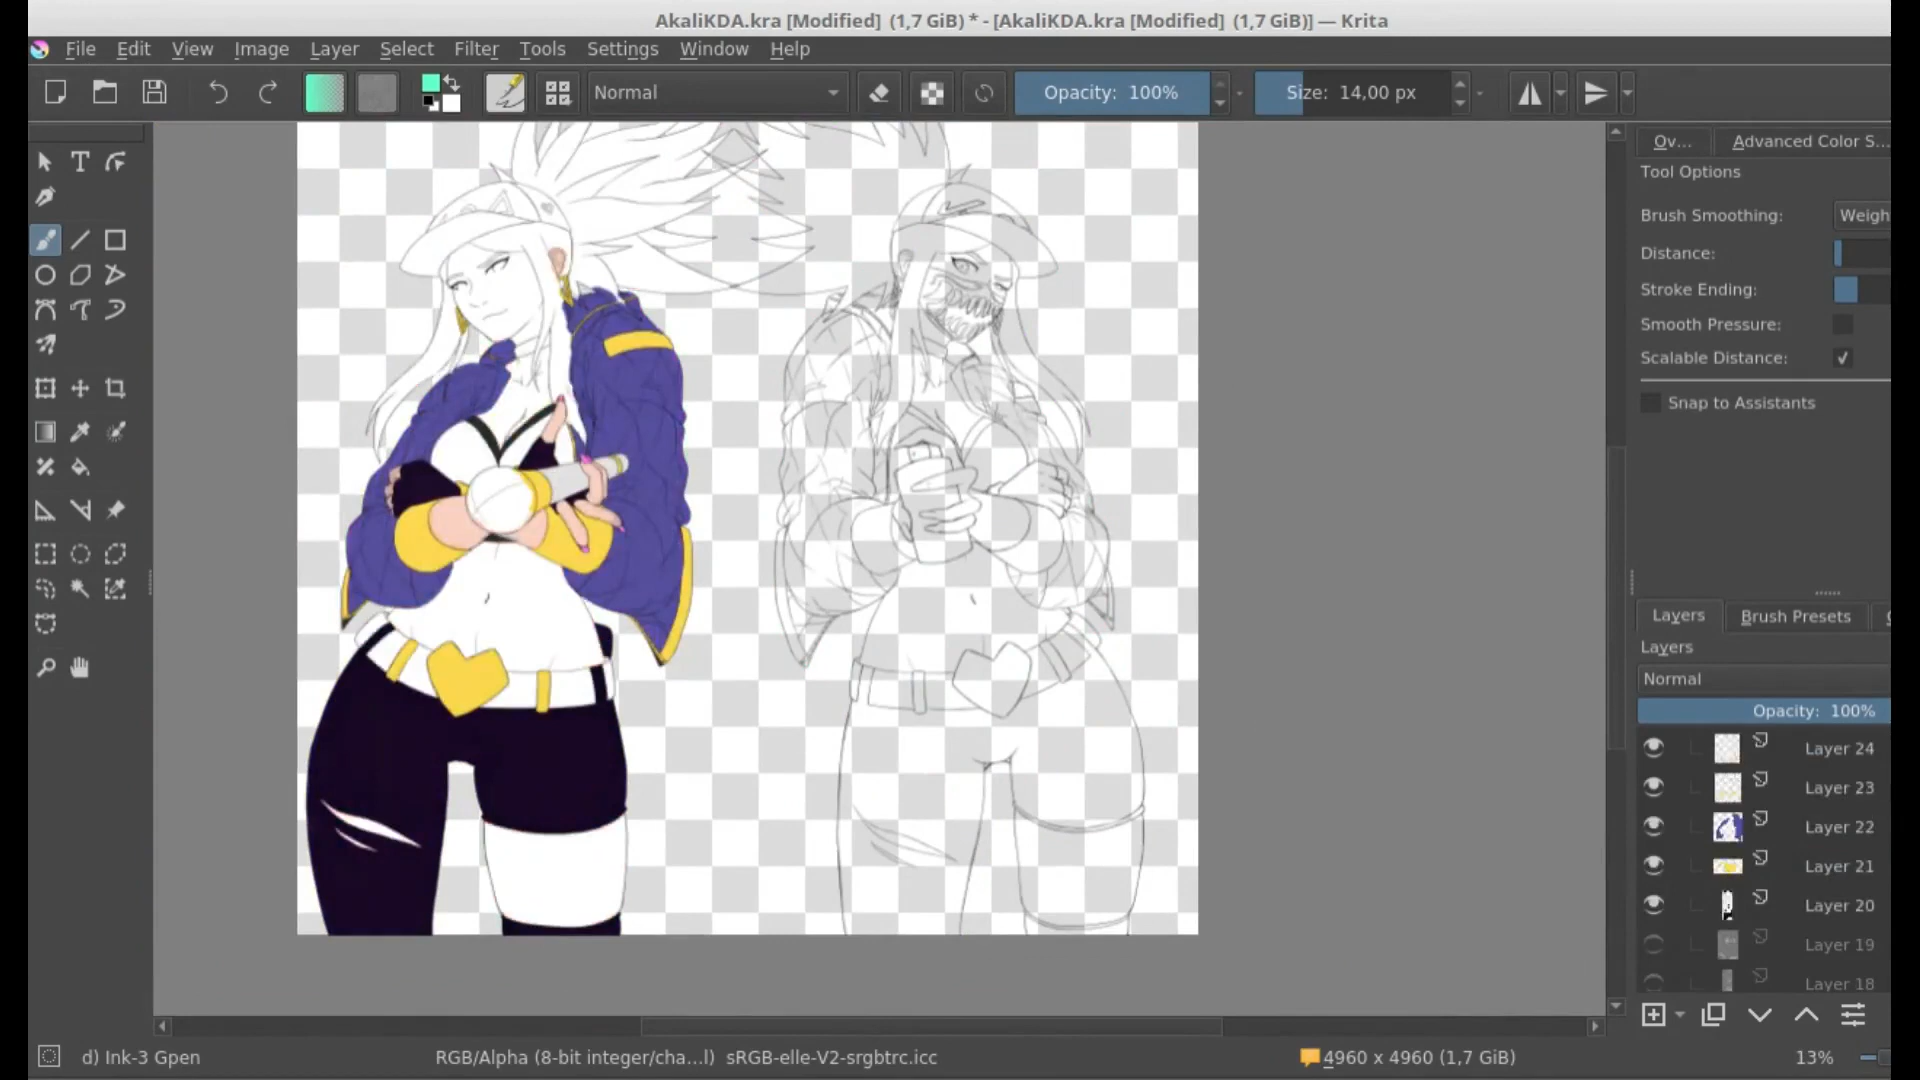 AkaliKDA.kra [Modified]  (1,7 GiB) * - [AkaliKDA.kra [Modified]  (1,7 GiB)] — Krita
File Edit View Image Layer Select Filter Tools Settings Window Help
Normal Opacity: 100% Size: 14,00 px
Ov... Advanced Color S...
Tool Options
Brush Smoothing: Weigh
Distance:
Stroke Ending:
Smooth Pressure:
Scalable Distance:
Snap to Assistants
Layers Brush Presets
Layers
Normal
Opacity: 100%
Layer 24
Layer 23
Layer 22
Layer 21
Layer 20
Layer 19
Layer 18
d) Ink-3 Gpen RGB/Alpha (8-bit integer/cha...l) sRGB-elle-V2-srgbtrc.icc 4960 x 4960 (1,7 GiB) 13%